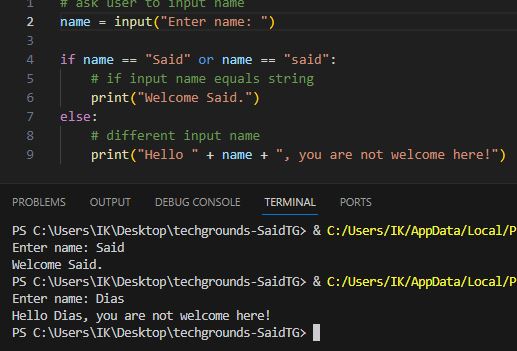 1 # ask user to input name
2 name = input("Enter name: ")
3
4 if name == "Said" or name == "said":
5 # if input name equals string
6 print("Welcome Said.")
7 else:
8 # different input name
9 print("Hello " + name + ", you are not welcome here!")
PROBLEMS OUTPUT DEBUG CONSOLE TERMINAL PORTS
PS C:\Users\IK\Desktop\techgrounds-SaidTG> & C:/Users/IK/AppData/Local/P
Enter name: Said
Welcome Said.
PS C:\Users\IK\Desktop\techgrounds-SaidTG> & C:/Users/IK/AppData/Local/P
Enter name: Dias
Hello Dias, you are not welcome here!
PS C:\Users\IK\Desktop\techgrounds-SaidTG>